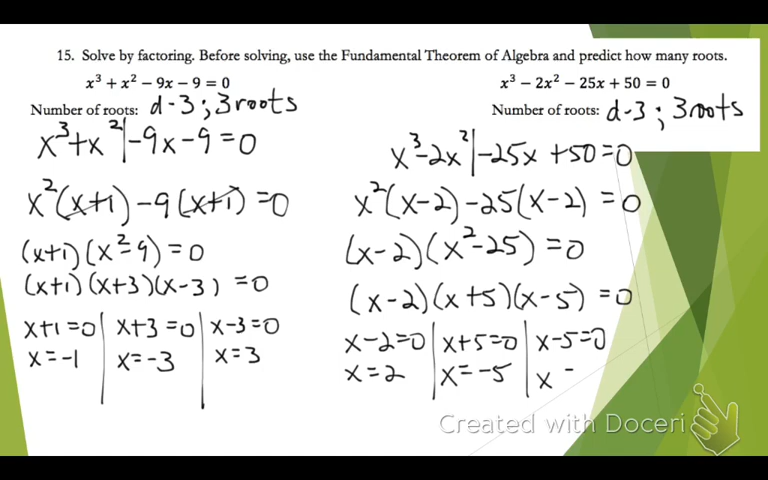 15. Solve by factoring. Before solving, use the Fundamental Theorem of Algebra and predict how many roots.
x³ + x² − 9x − 9 = 0
Number of roots: d-3 ; 3 roots
x³+x²|-9x-9=0
x²(x+1)-9(x+1)=0
(x+1)(x²-9)=0
(x+1)(x+3)(x-3)=0
x+1=0 | x+3=0 | x-3=0
x=-1 | x=-3 | x=3
x³ − 2x² − 25x + 50 = 0
Number of roots: d-3 ; 3 roots
x³-2x²|-25x+50=0
x²(x-2)-25(x-2)=0
(x-2)(x²-25)=0
(x-2)(x+5)(x-5)=0
x-2=0 | x+5=0 | x-5=0
x=2 | x=-5 | x -
Created with Doceri